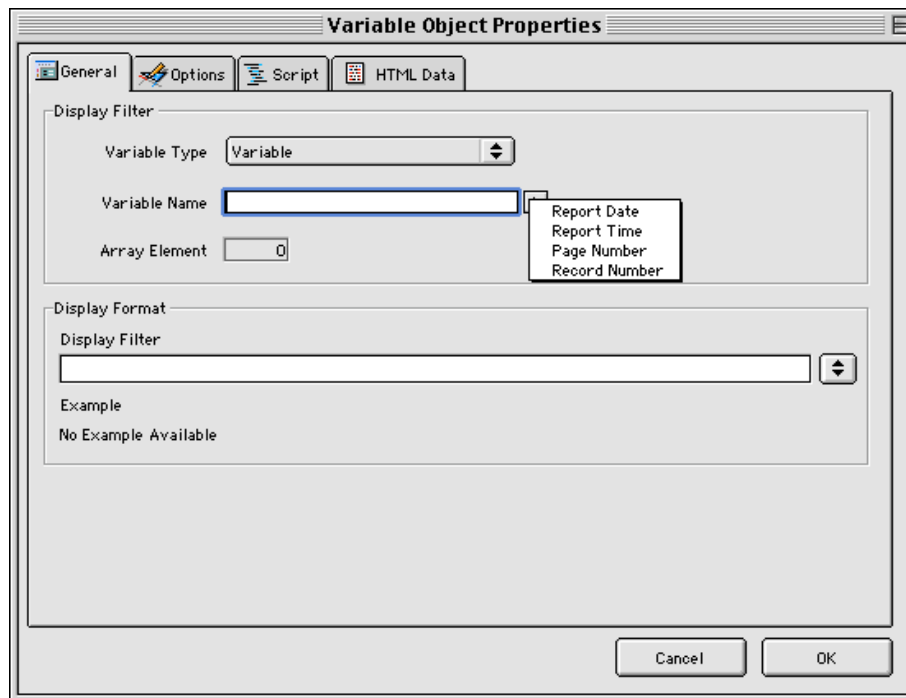 Variable Object Properties
General Options Script HTML Data
Display Filter
Variable Type Variable
Variable Name
Report Date
Report Time
Page Number
Record Number
Array Element 0
Display Format
Display Filter
Example
No Example Available
Cancel OK